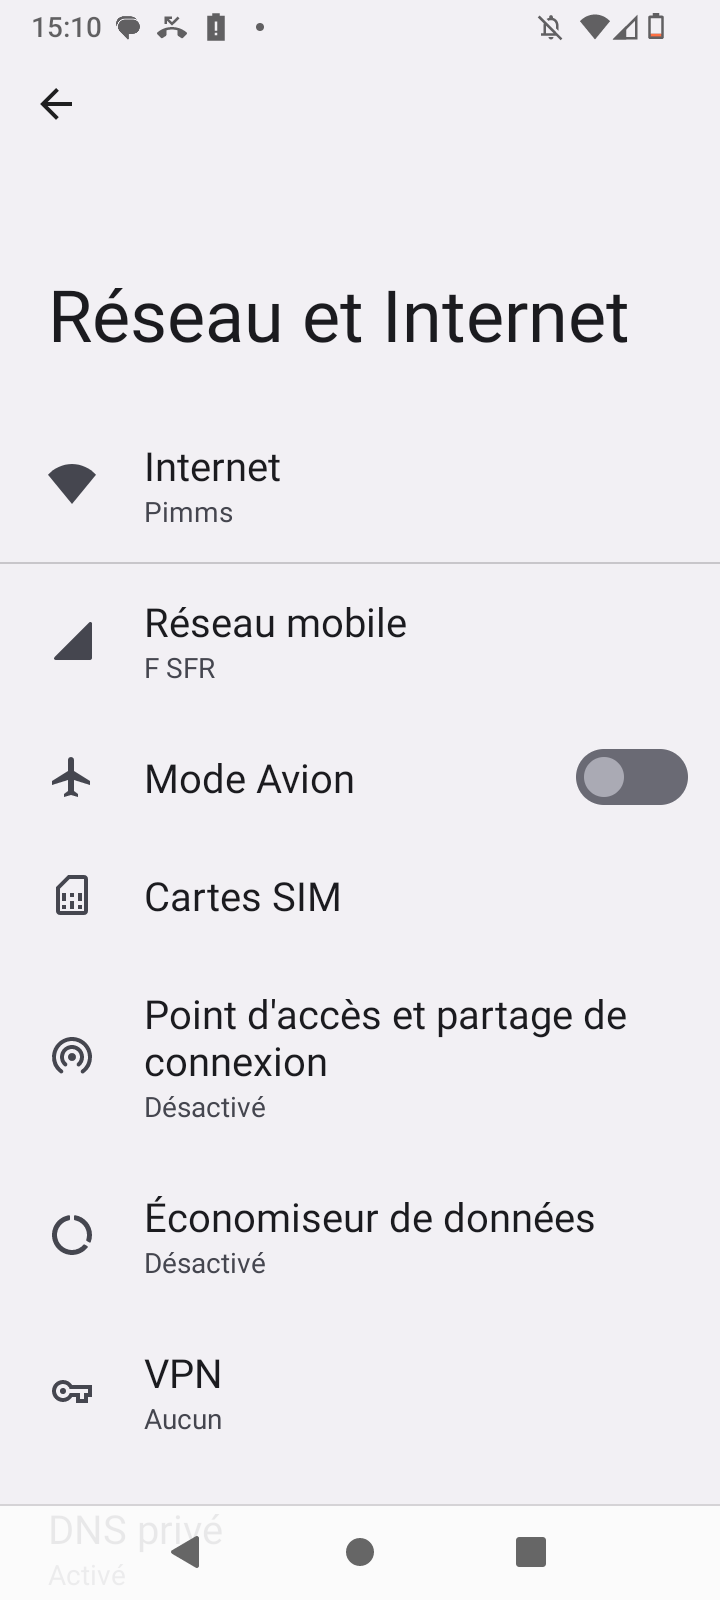 15:10
Réseau et Internet
Internet
Pimms
Réseau mobile
F SFR
Mode Avion
Cartes SIM
Point d'accès et partage de
connexion
Désactivé
Économiseur de données
Désactivé
VPN
Aucun
DNS privé
Activé